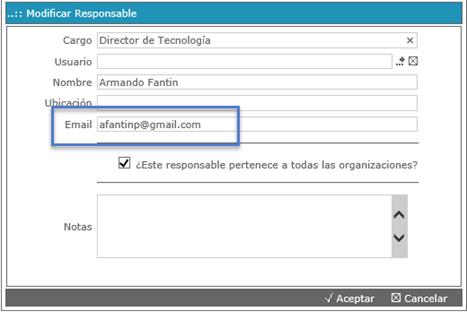 ..:: Modificar Responsable
Cargo Director de Tecnología
Usuario
Nombre Armando Fantin
Ubicación
Email afantinp@gmail.com
¿Este responsable pertenece a todas las organizaciones?
Notas
Aceptar Cancelar